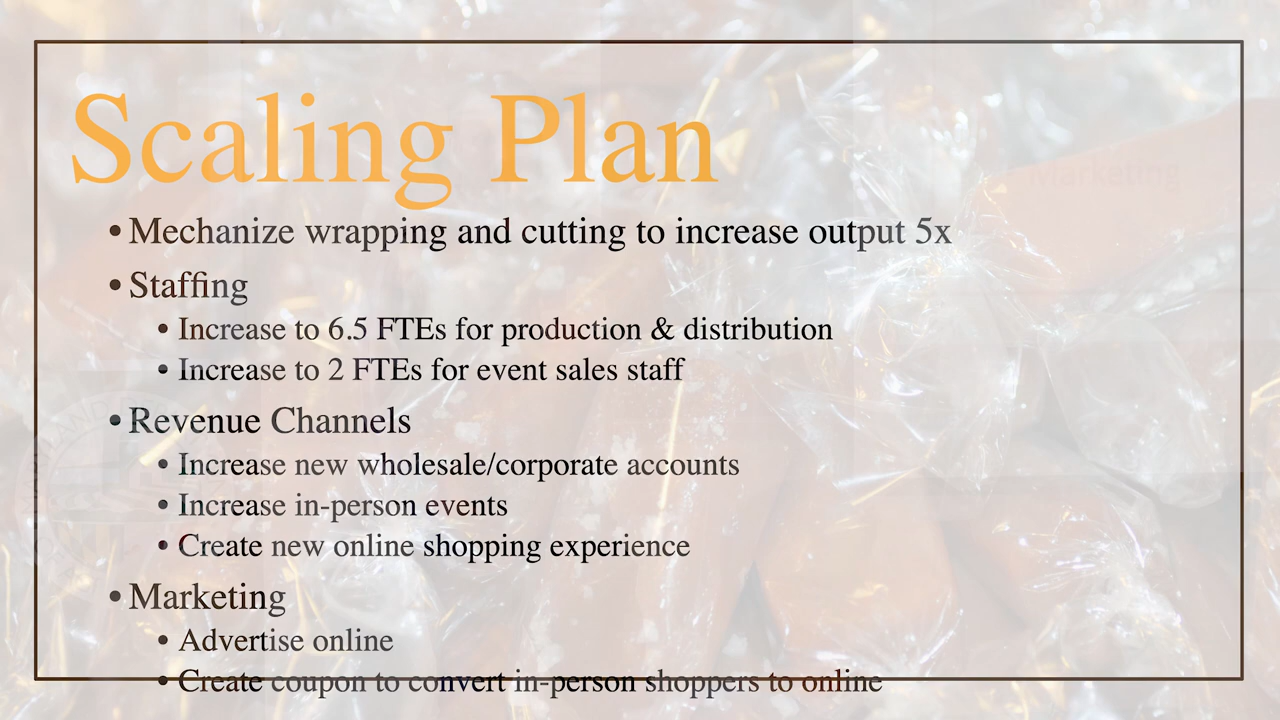 Scaling Plan
• Mechanize wrapping and cutting to increase output 5x
• Staffing
• Increase to 6.5 FTEs for production & distribution
• Increase to 2 FTEs for event sales staff
• Revenue Channels
• Increase new wholesale/corporate accounts
• Increase in-person events
• Create new online shopping experience
• Marketing
• Advertise online
• Create coupon to convert in-person shoppers to online
Marketing